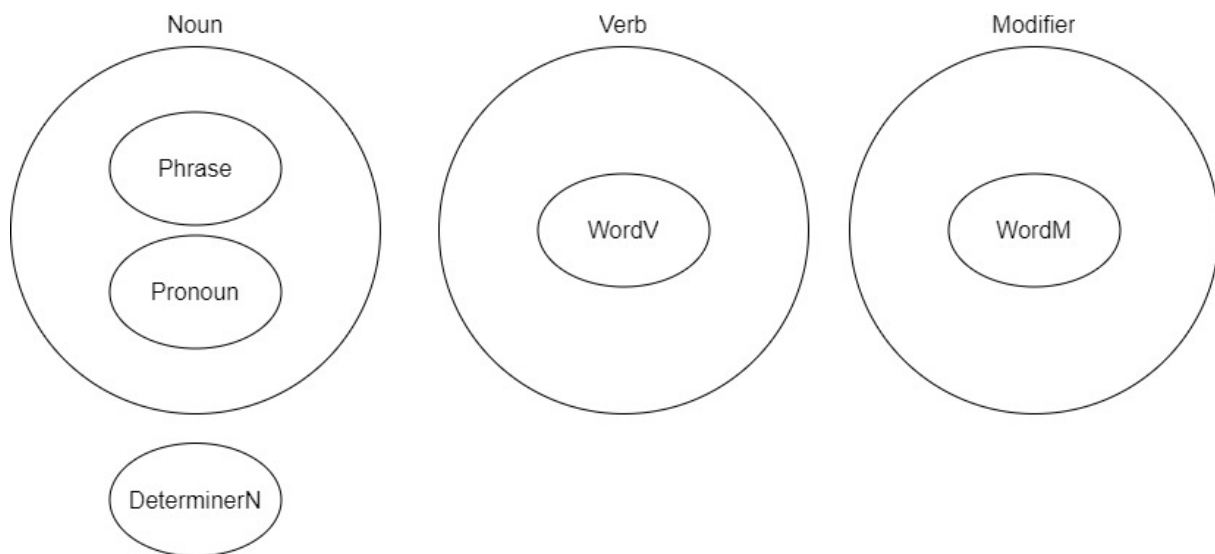 Noun
Verb
Modifier
Phrase
Pronoun
WordV
WordM
DeterminerN